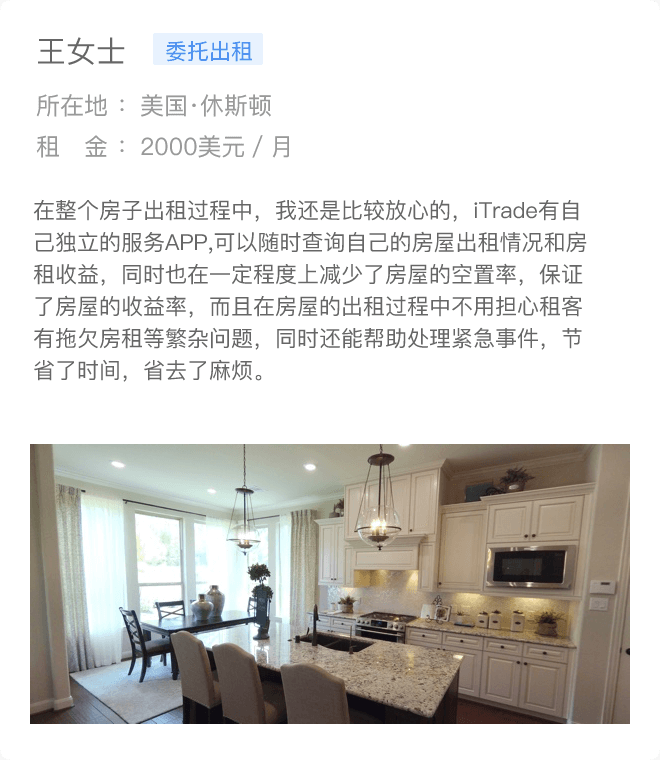 王女士 委托出租
所在地 ： 美国·休斯顿
租 金 ： 2000美元 / 月
在整个房子出租过程中，我还是比较放心的，iTrade有自
己独立的服务APP,可以随时查询自己的房屋出租情况和房
租收益，同时也在一定程度上减少了房屋的空置率，保证
了房屋的收益率，而且在房屋的出租过程中不用担心租客
有拖欠房租等繁杂问题，同时还能帮助处理紧急事件，节
省了时间，省去了麻烦。